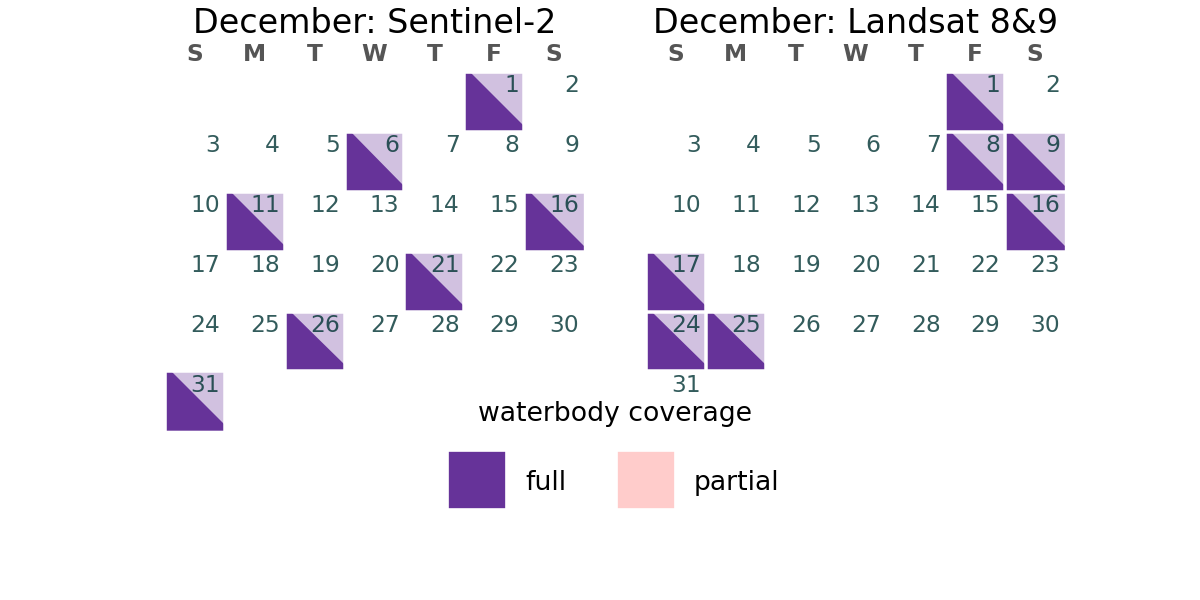 December: Sentinel-2
S M T W T F S
1 2
3 4 5 6 7 8 9
10 11 12 13 14 15 16
17 18 19 20 21 22 23
24 25 26 27 28 29 30
31
December: Landsat 8&9
S M T W T F S
1 2
3 4 5 6 7 8 9
10 11 12 13 14 15 16
17 18 19 20 21 22 23
24 25 26 27 28 29 30
31
waterbody coverage
full partial